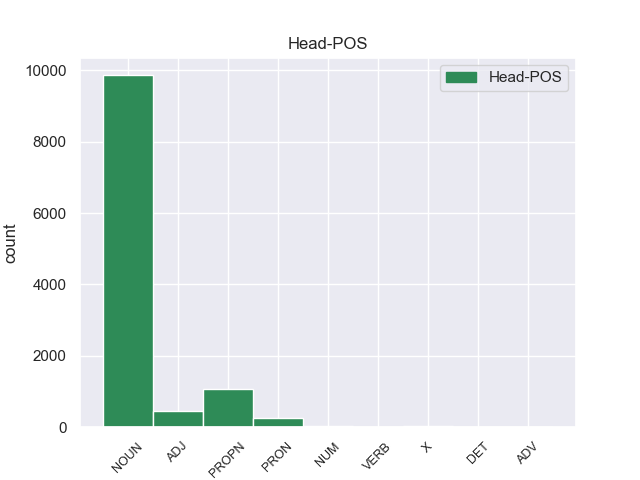 Head-POS
Head-POS
10000
8000
6000
4000
2000
0
count
NOUN ADJ PROPN PRON NUM VERB X DET ADV